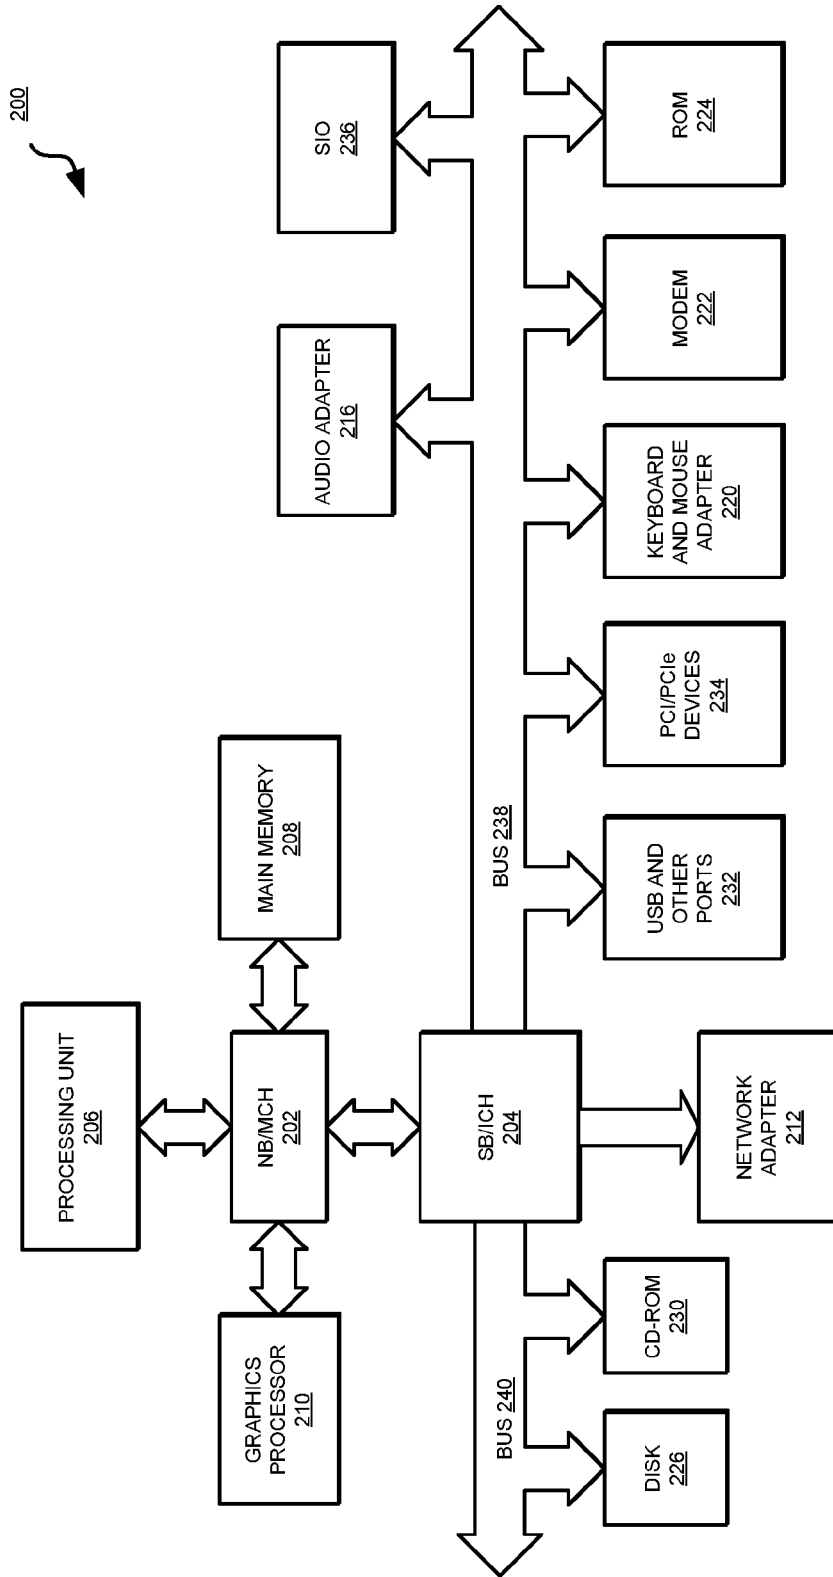 200
PROCESSING UNIT
206
GRAPHICS
PROCESSOR
210
NB/MCH
202
MAIN MEMORY
208
AUDIO ADAPTER
216
SIO
236
SB/ICH
204
BUS 240
BUS 238
DISK
226
CD-ROM
230
NETWORK
ADAPTER
212
USB AND
OTHER
PORTS
232
PCI/PCIe
DEVICES
234
KEYBOARD
AND MOUSE
ADAPTER
220
MODEM
222
ROM
224